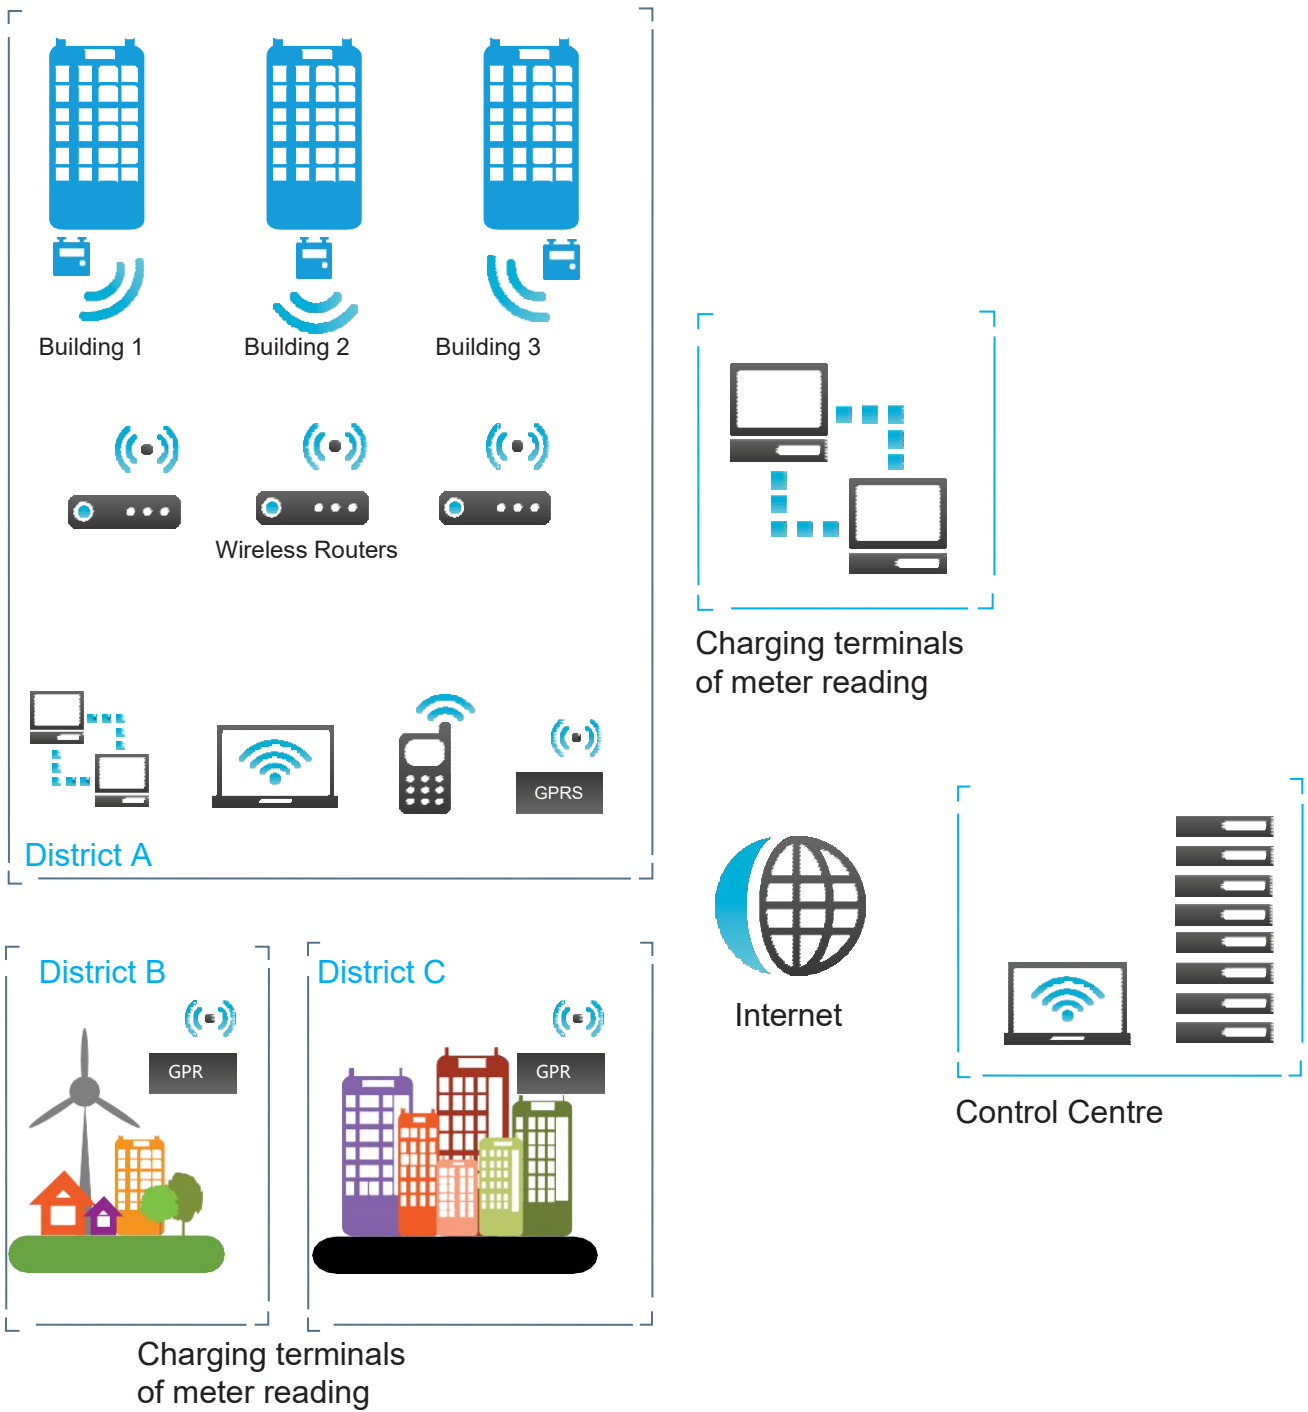 Building 1
Building 2
Building 3
Wireless Routers
GPRS
District A
Charging terminals
of meter reading
Internet
Control Centre
District B
GPR
District C
GPR
Charging terminals
of meter reading